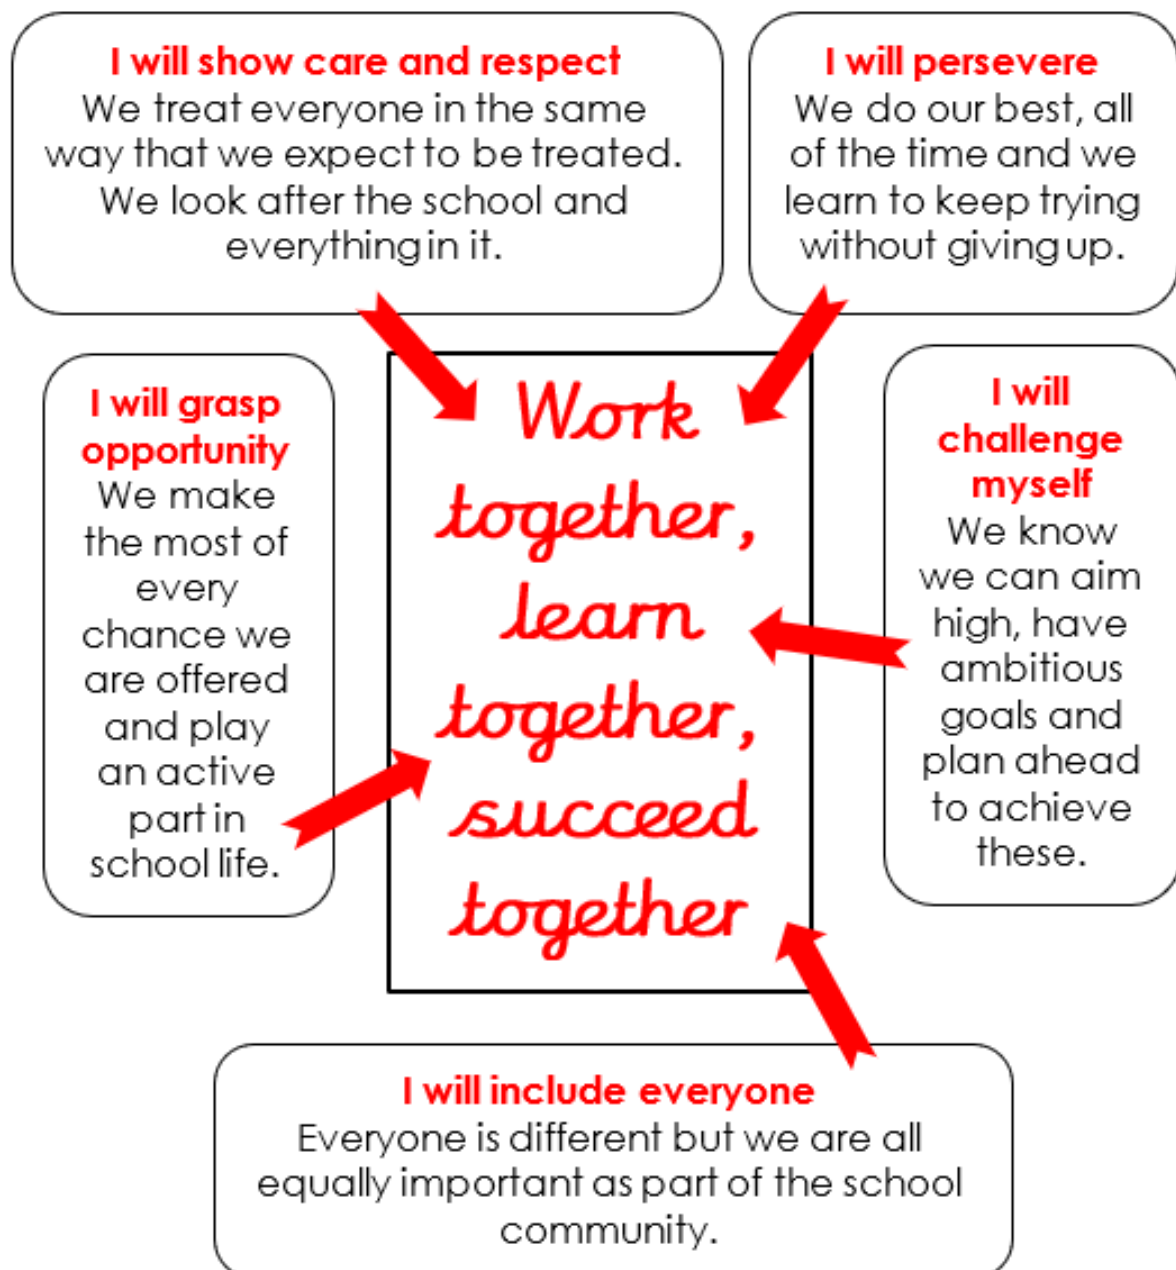 I will show care and respect
We treat everyone in the same
way that we expect to be treated.
We look after the school and
everything in it.
I will persevere
We do our best, all
of the time and we
learn to keep trying
without giving up.
I will grasp
opportunity
We make
the most of
every
chance we
are offered
and play
an active
part in
school life.
Work
together,
learn
together,
succeed
together
I will
challenge
myself
We know
we can aim
high, have
ambitious
goals and
plan ahead
to achieve
these.
I will include everyone
Everyone is different but we are all
equally important as part of the school
community.